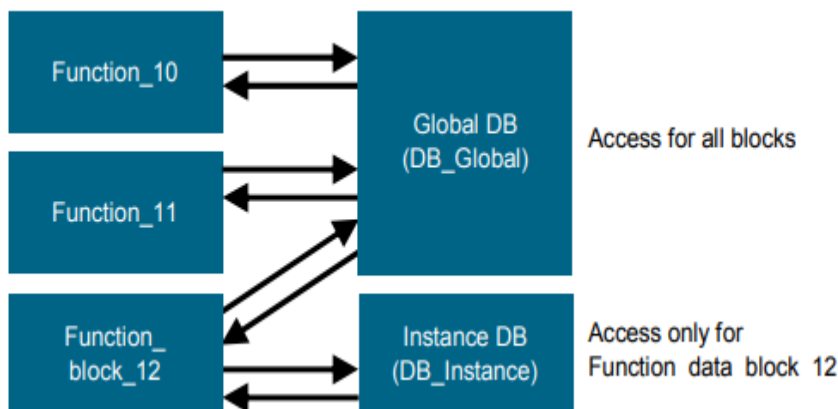 Function_10
Global DB
(DB_Global)
Access for all blocks
Function_11
Function_
block_12
Instance DB
(DB_Instance)
Access only for
Function data block 12